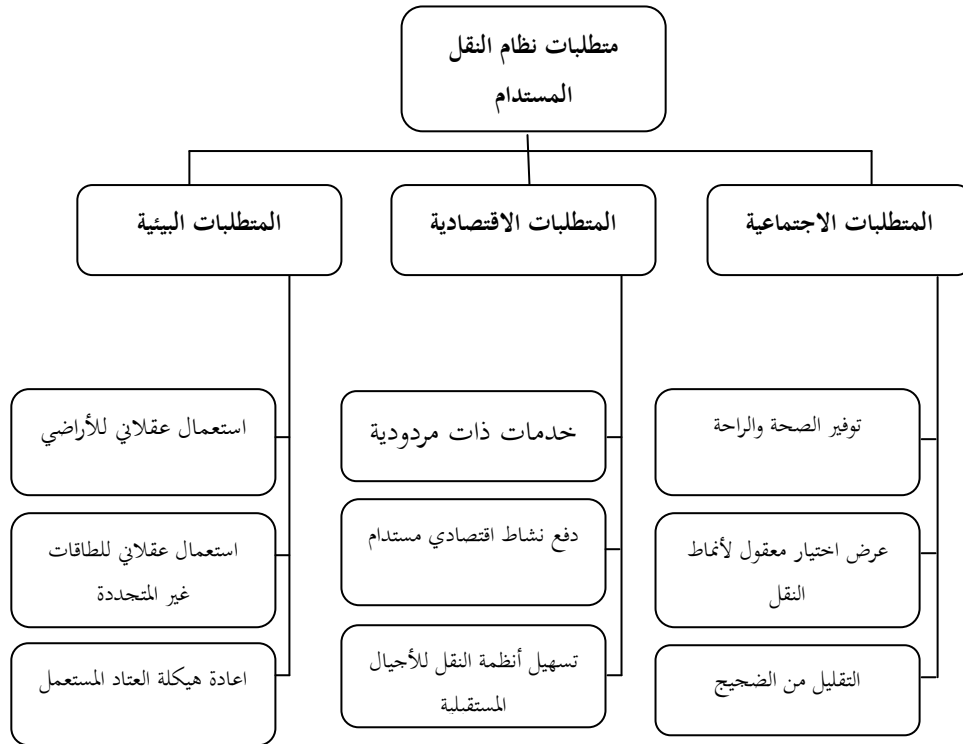 متطلبات نظام النقل
المستدام
المتطلبات الاجتماعية
المتطلبات الاقتصادية
المتطلبات البيئية
توفير الصحة والراحة
عرض اختيار معقول لأنماط
النقل
التقليل من الضجيج
خدمات ذات مردودية
دفع نشاط اقتصادي مستدام
تسهيل أنظمة النقل للأجيال
المستقبلية
استعمال عقلاني للأراضي
استعمال عقلاني للطاقات
غير المتجددة
اعادة هيكلة العتاد المستعمل